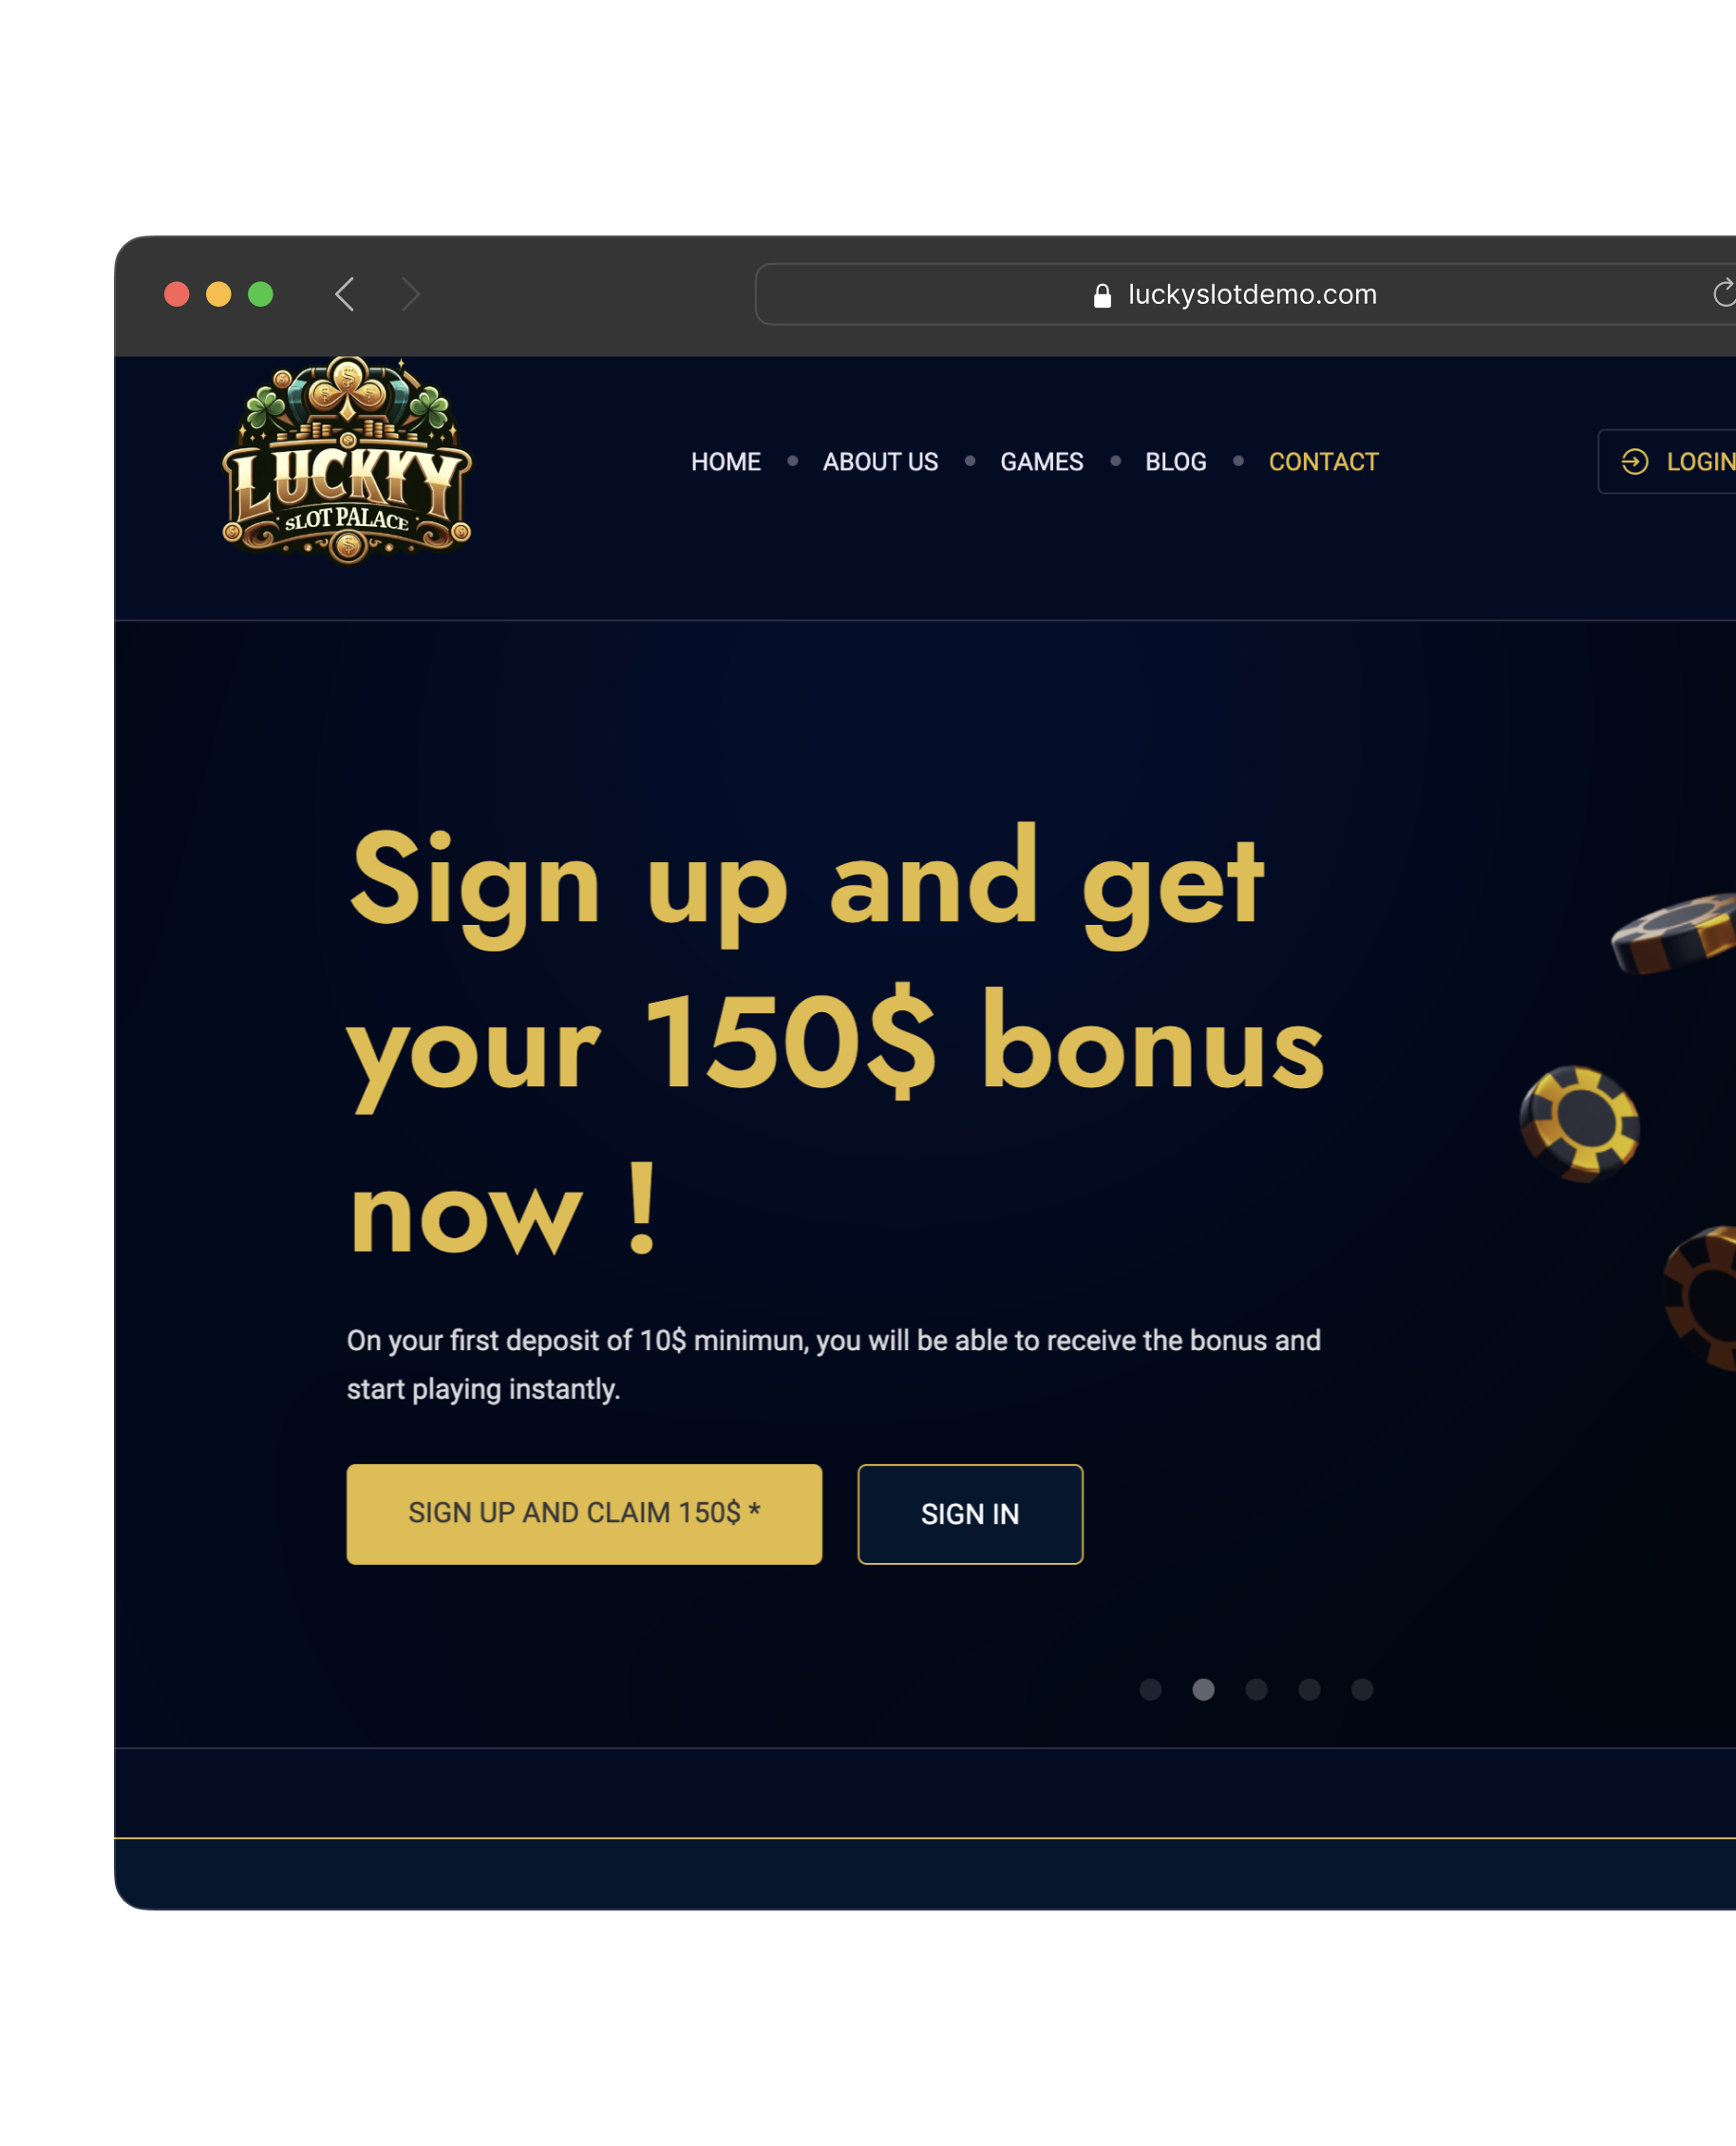 luckyslotdemo.com
LUCKTY
SLOT PALACE
HOME • ABOUT US • GAMES • BLOG • CONTACT
LOGIN
Sign up and get
your 150$ bonus
now !
On your first deposit of 10$ minimun, you will be able to receive the bonus and
start playing instantly.
SIGN UP AND CLAIM 150$ *
SIGN IN